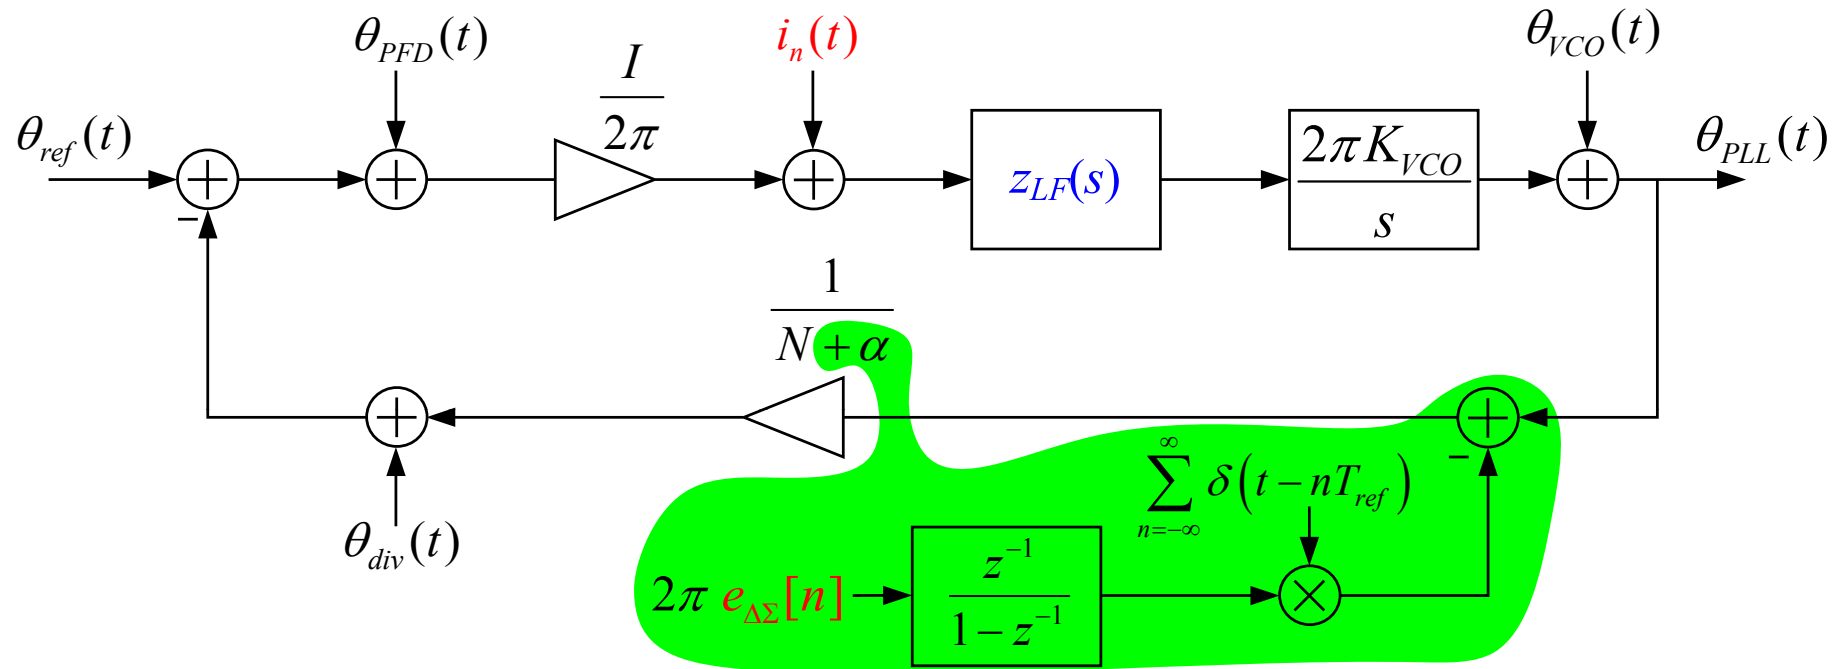 θ_PFD(t)
i_n(t)
θ_VCO(t)
I
2π
θ_ref(t)
+
+
+
z_LF(s)
2πK_VCO
s
+
θ_PLL(t)
−
1
N + α
+
+
−
∑_{n=−∞}^{∞} δ(t − nT_ref)
θ_div(t)
2π e_ΔΣ[n]
z^{−1}
1 − z^{−1}
×